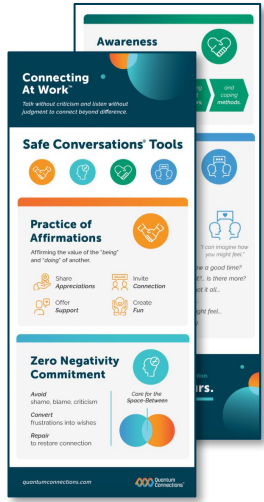 Connecting
At Work™
Talk without criticism and listen without
judgment to connect beyond difference.
Safe Conversations® Tools
Practice of
Affirmations
Affirming the value of the "being"
and "doing" of another.
Share
Appreciations
Invite
Connection
Offer
Support
Create
Fun
Zero Negativity
Commitment
Avoid
shame, blame, criticism
Convert
frustrations into wishes
Repair
to restore connection
Care for the
Space-Between
quantumconnections.com
Quantum
Connections™
Awareness
and
coping
methods.
"I can imagine how
you might feel."
a good time?
is there more?
ot it all...
ght feel...
rs.